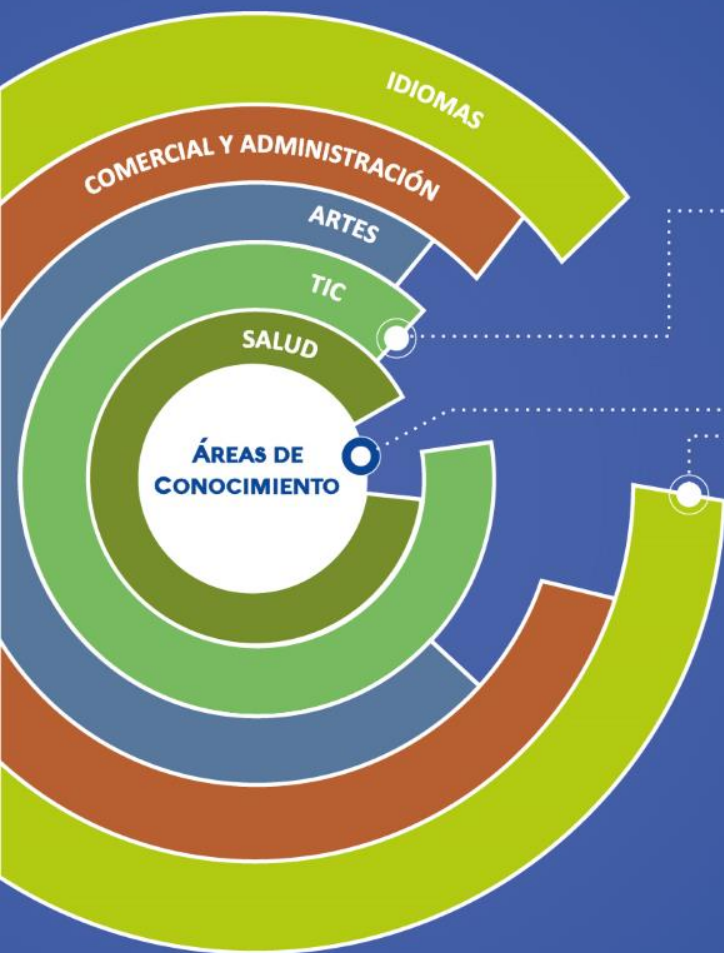 IDIOMAS
COMERCIAL Y ADMINISTRACIÓN
ARTES
TIC
SALUD
ÁREAS DE
CONOCIMIENTO